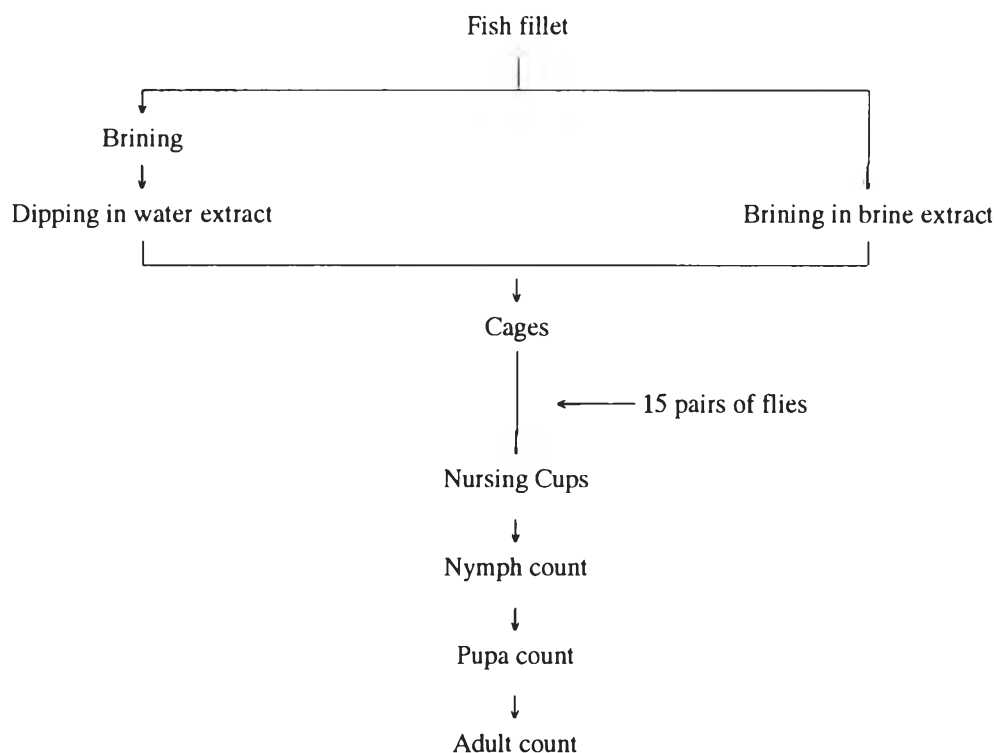 Fish fillet
Brining
Dipping in water extract
Brining in brine extract
Cages
15 pairs of flies
Nursing Cups
Nymph count
Pupa count
Adult count